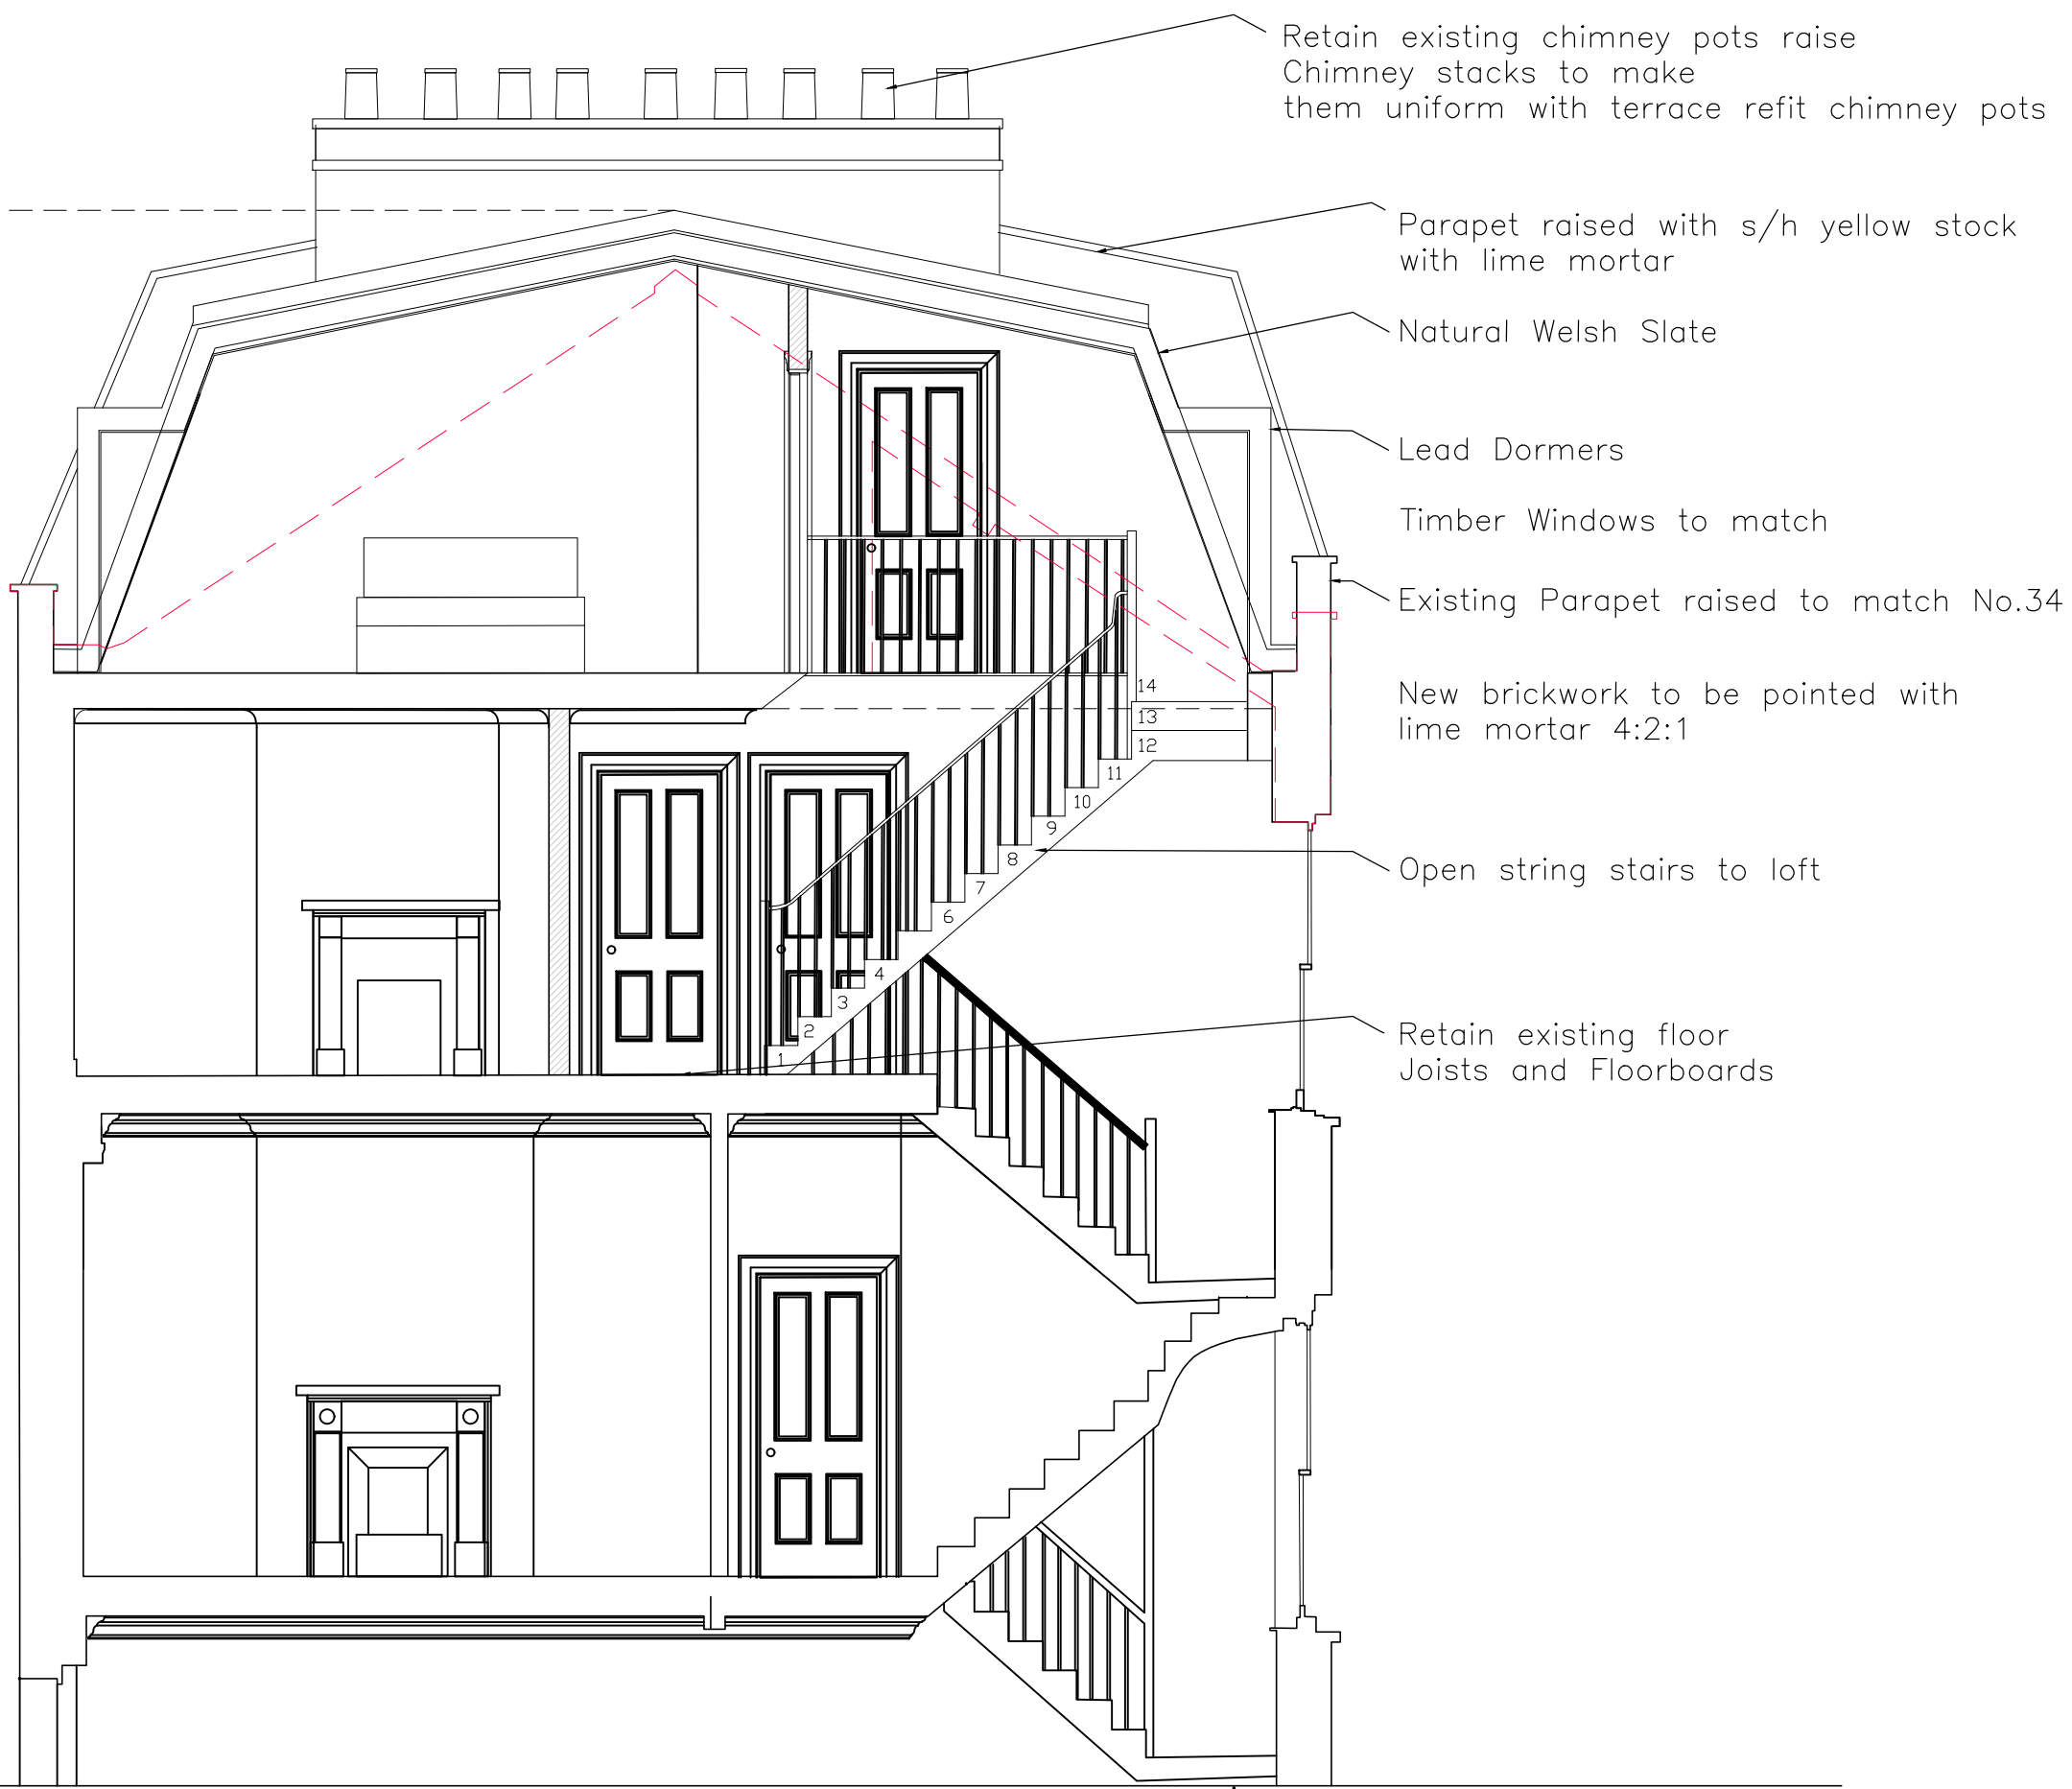 Retain existing chimney pots raise
Chimney stacks to make
them uniform with terrace refit chimney pots
Parapet raised with s/h yellow stock
with lime mortar
Natural Welsh Slate
Lead Dormers
Timber Windows to match
Existing Parapet raised to match No.34
New brickwork to be pointed with
lime mortar 4:2:1
Open string stairs to loft
Retain existing floor
Joists and Floorboards
14
13
12
11
10
9
8
7
6
4
3
2
1